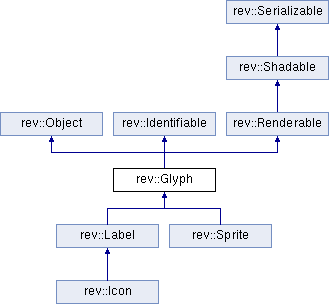 rev::Serializable
rev::Shadable
rev::Object
rev::Identifiable
rev::Renderable
rev::Glyph
rev::Label
rev::Sprite
rev::Icon